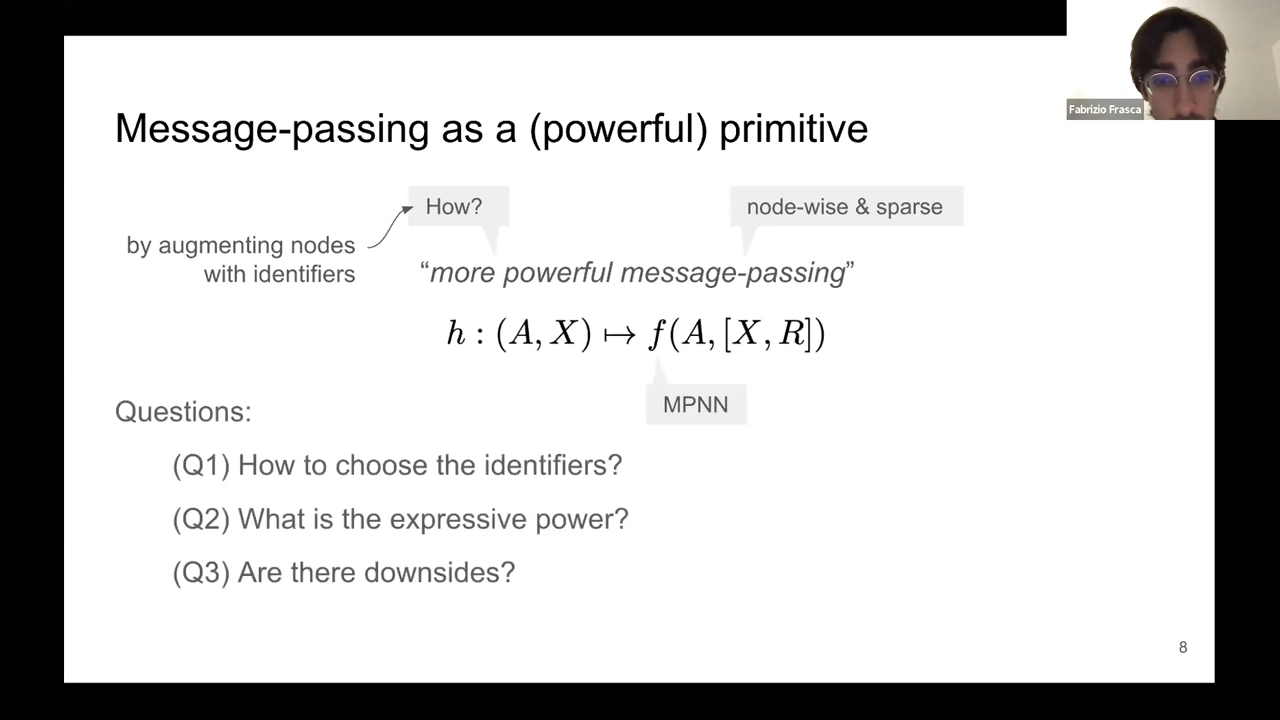 Fabrizio Frasca
Message-passing as a (powerful) primitive
How?
node-wise & sparse
by augmenting nodes
with identifiers
“more powerful message-passing”
h : (A, X) ↦ f(A, [X, R])
MPNN
Questions:
(Q1) How to choose the identifiers?
(Q2) What is the expressive power?
(Q3) Are there downsides?
8